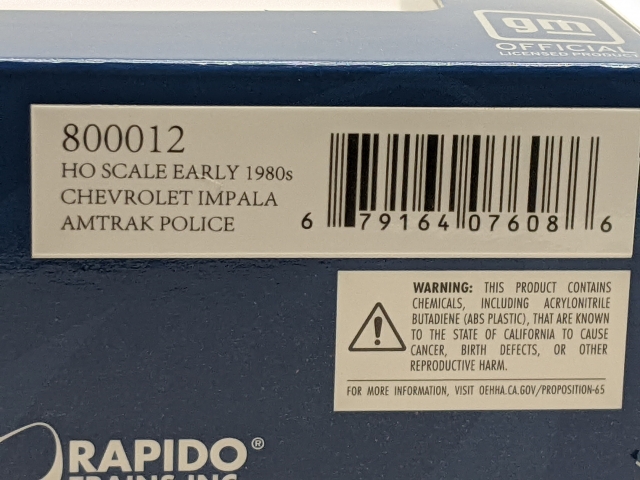 gm
OFFICIAL
LICENSED PRODUCT
800012
HO SCALE EARLY 1980s
CHEVROLET IMPALA
AMTRAK POLICE
6 79164 07608 6
WARNING: THIS PRODUCT CONTAINS
CHEMICALS, INCLUDING ACRYLONITRILE
BUTADIENE (ABS PLASTIC), THAT ARE KNOWN
TO THE STATE OF CALIFORNIA TO CAUSE
CANCER, BIRTH DEFECTS, OR OTHER
REPRODUCTIVE HARM.
FOR MORE INFORMATION, VISIT OEHHA.CA.GOV/PROPOSITION-65
RAPIDO®
TRAINS INC